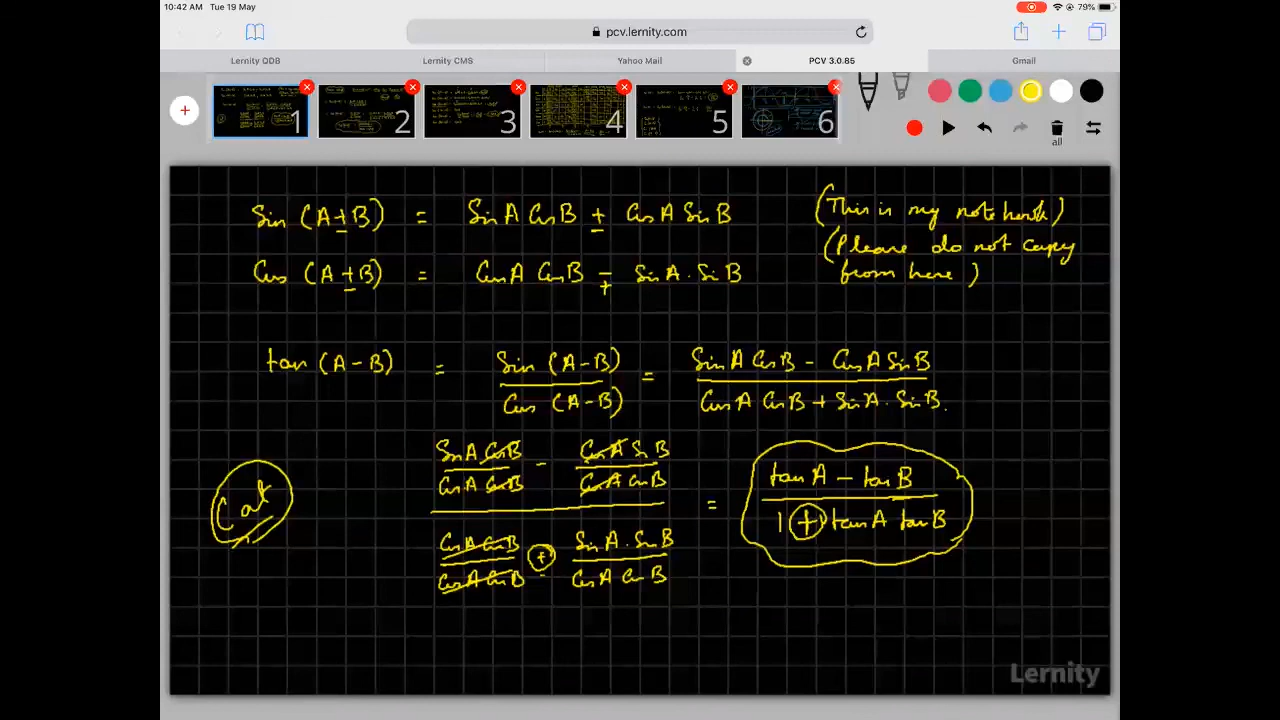 10:42 AM Tue 19 May
79%
pcv.lernity.com
Lernity QDB Lernity CMS Yahoo Mail PCV 3.0.85 Gmail
1 2 3 4 5 6
all
Sin (A±B) = SinA CosB ± CosA SinB
(This is my note book)
Cos (A±B) = CosA CosB ∓ SinA · SinB
(Please do not copy
from here)
tan (A-B) = Sin (A-B) / Cos (A-B) = SinA CosB - CosA SinB / CosA CosB + SinA · SinB.
SinA CosB / CosA CosB - CosA SinB / CosA CosB
CosA CosB / CosA CosB + SinA · SinB / CosA CosB
= tanA - tanB / 1 + tanA tanB
Lernity